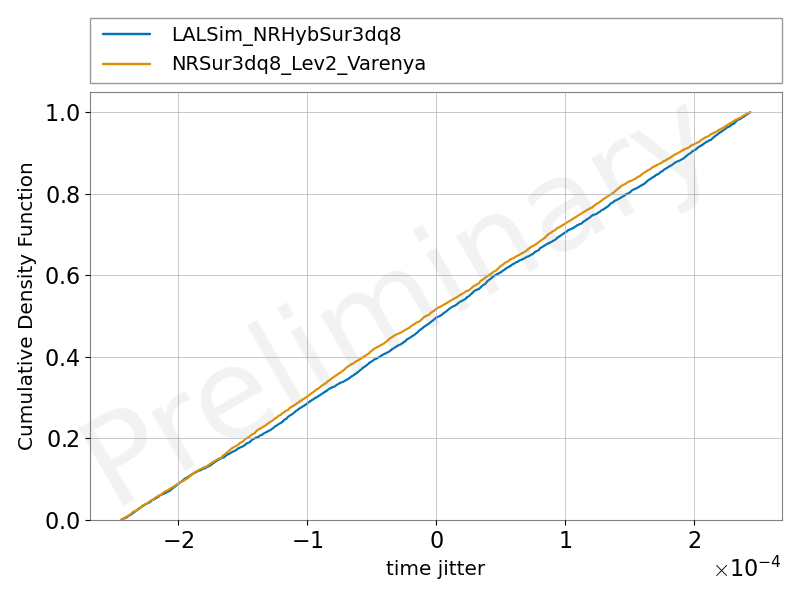 LALSim_NRHybSur3dq8
NRSur3dq8_Lev2_Varenya
Preliminary
Cumulative Density Function
1.0
0.8
0.6
0.4
0.2
0.0
−2
−1
0
1
2
time jitter
×10⁻⁴